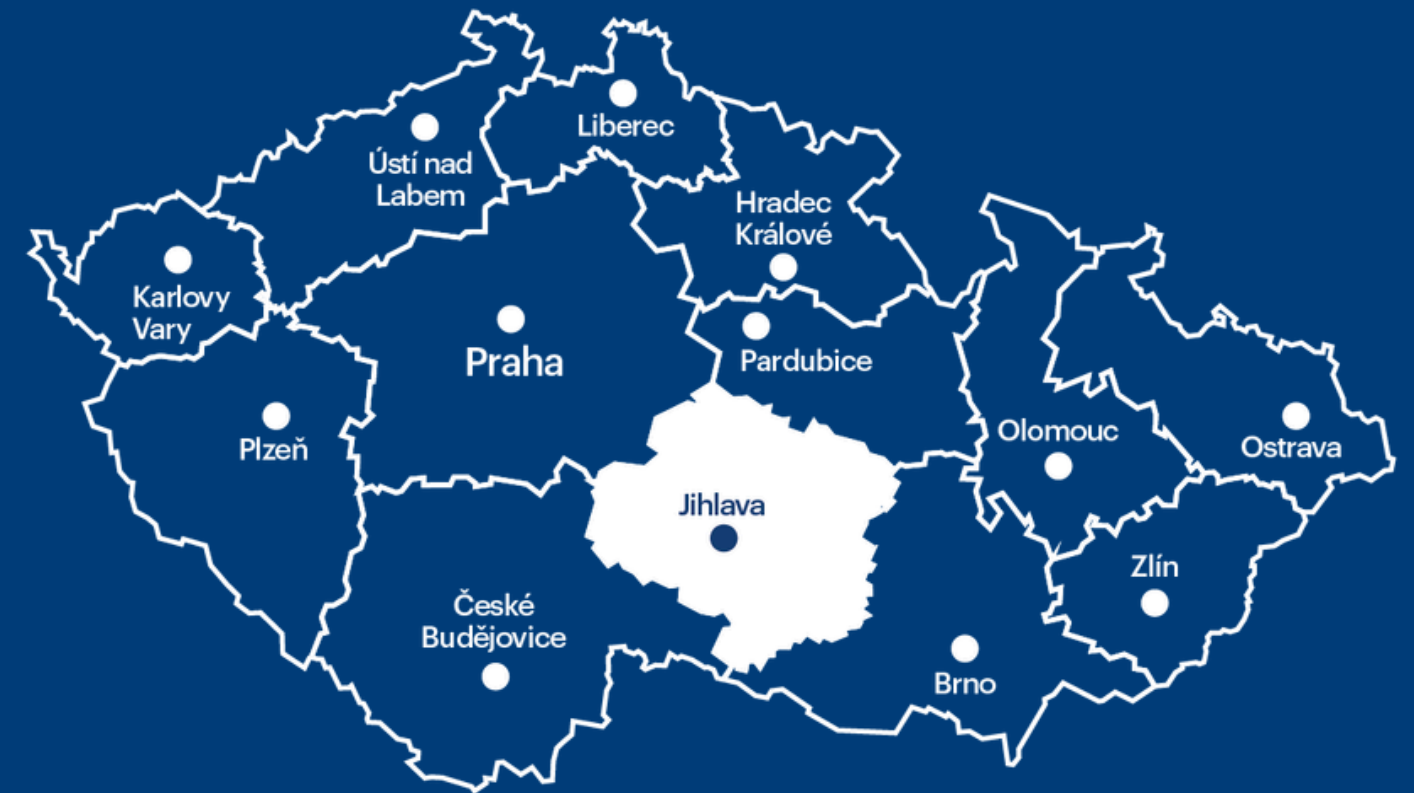 Liberec
Ústí nad
Labem
Hradec
Králové
Karlovy
Vary
Praha
Pardubice
Plzeň
Olomouc
Ostrava
Jihlava
Zlín
České
Budějovice
Brno